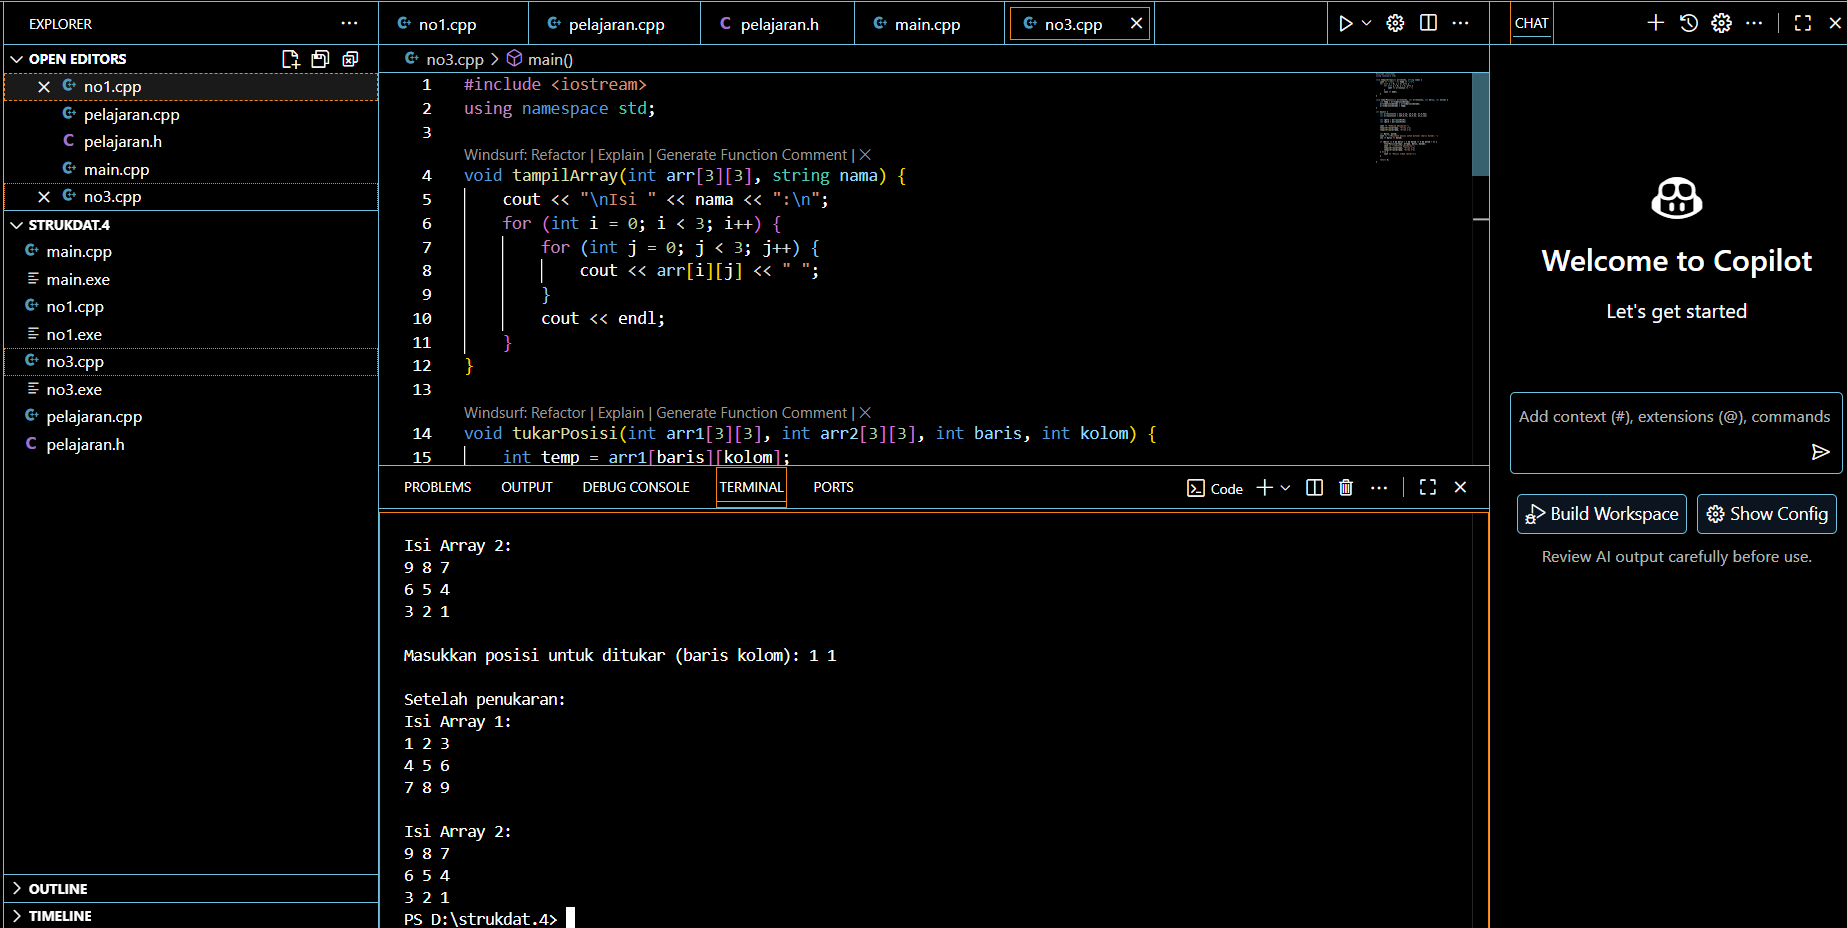 EXPLORER
OPEN EDITORS
no1.cpp
pelajaran.cpp
pelajaran.h
main.cpp
no3.cpp
STRUKDAT.4
main.cpp
main.exe
no1.cpp
no1.exe
no3.cpp
no3.exe
pelajaran.cpp
pelajaran.h
OUTLINE
TIMELINE
no1.cpp pelajaran.cpp pelajaran.h main.cpp no3.cpp
no3.cpp > main()
1 #include <iostream>
2 using namespace std;
3
Windsurf: Refactor | Explain | Generate Function Comment | X
4 void tampilArray(int arr[3][3], string nama) {
5 cout << "\nIsi " << nama << ":\n";
6 for (int i = 0; i < 3; i++) {
7 for (int j = 0; j < 3; j++) {
8 cout << arr[i][j] << " ";
9 }
10 cout << endl;
11 }
12 }
13
Windsurf: Refactor | Explain | Generate Function Comment | X
14 void tukarPosisi(int arr1[3][3], int arr2[3][3], int baris, int kolom) {
15 int temp = arr1[baris][kolom];
PROBLEMS OUTPUT DEBUG CONSOLE TERMINAL PORTS Code
Isi Array 2:
9 8 7
6 5 4
3 2 1
Masukkan posisi untuk ditukar (baris kolom): 1 1
Setelah penukaran:
Isi Array 1:
1 2 3
4 5 6
7 8 9
Isi Array 2:
9 8 7
6 5 4
3 2 1
PS D:\strukdat.4>
CHAT
Welcome to Copilot
Let's get started
Add context (#), extensions (@), commands
Build Workspace Show Config
Review AI output carefully before use.